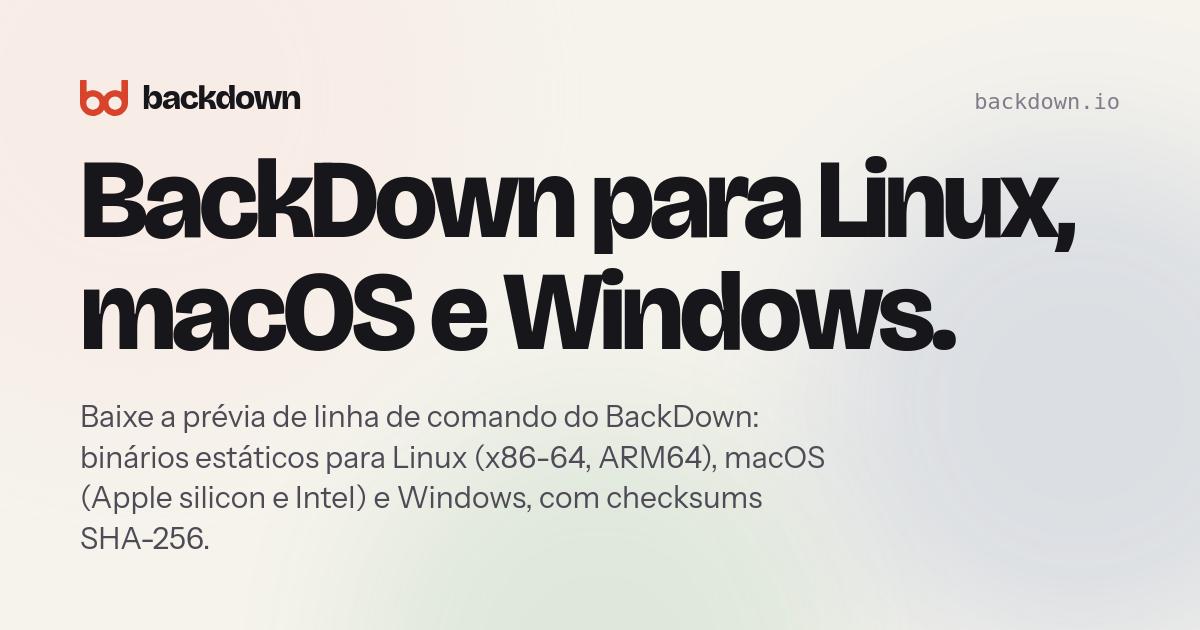 bd backdown
backdown.io
BackDown para Linux,
macOS e Windows.
Baixe a prévia de linha de comando do BackDown:
binários estáticos para Linux (x86-64, ARM64), macOS
(Apple silicon e Intel) e Windows, com checksums
SHA-256.